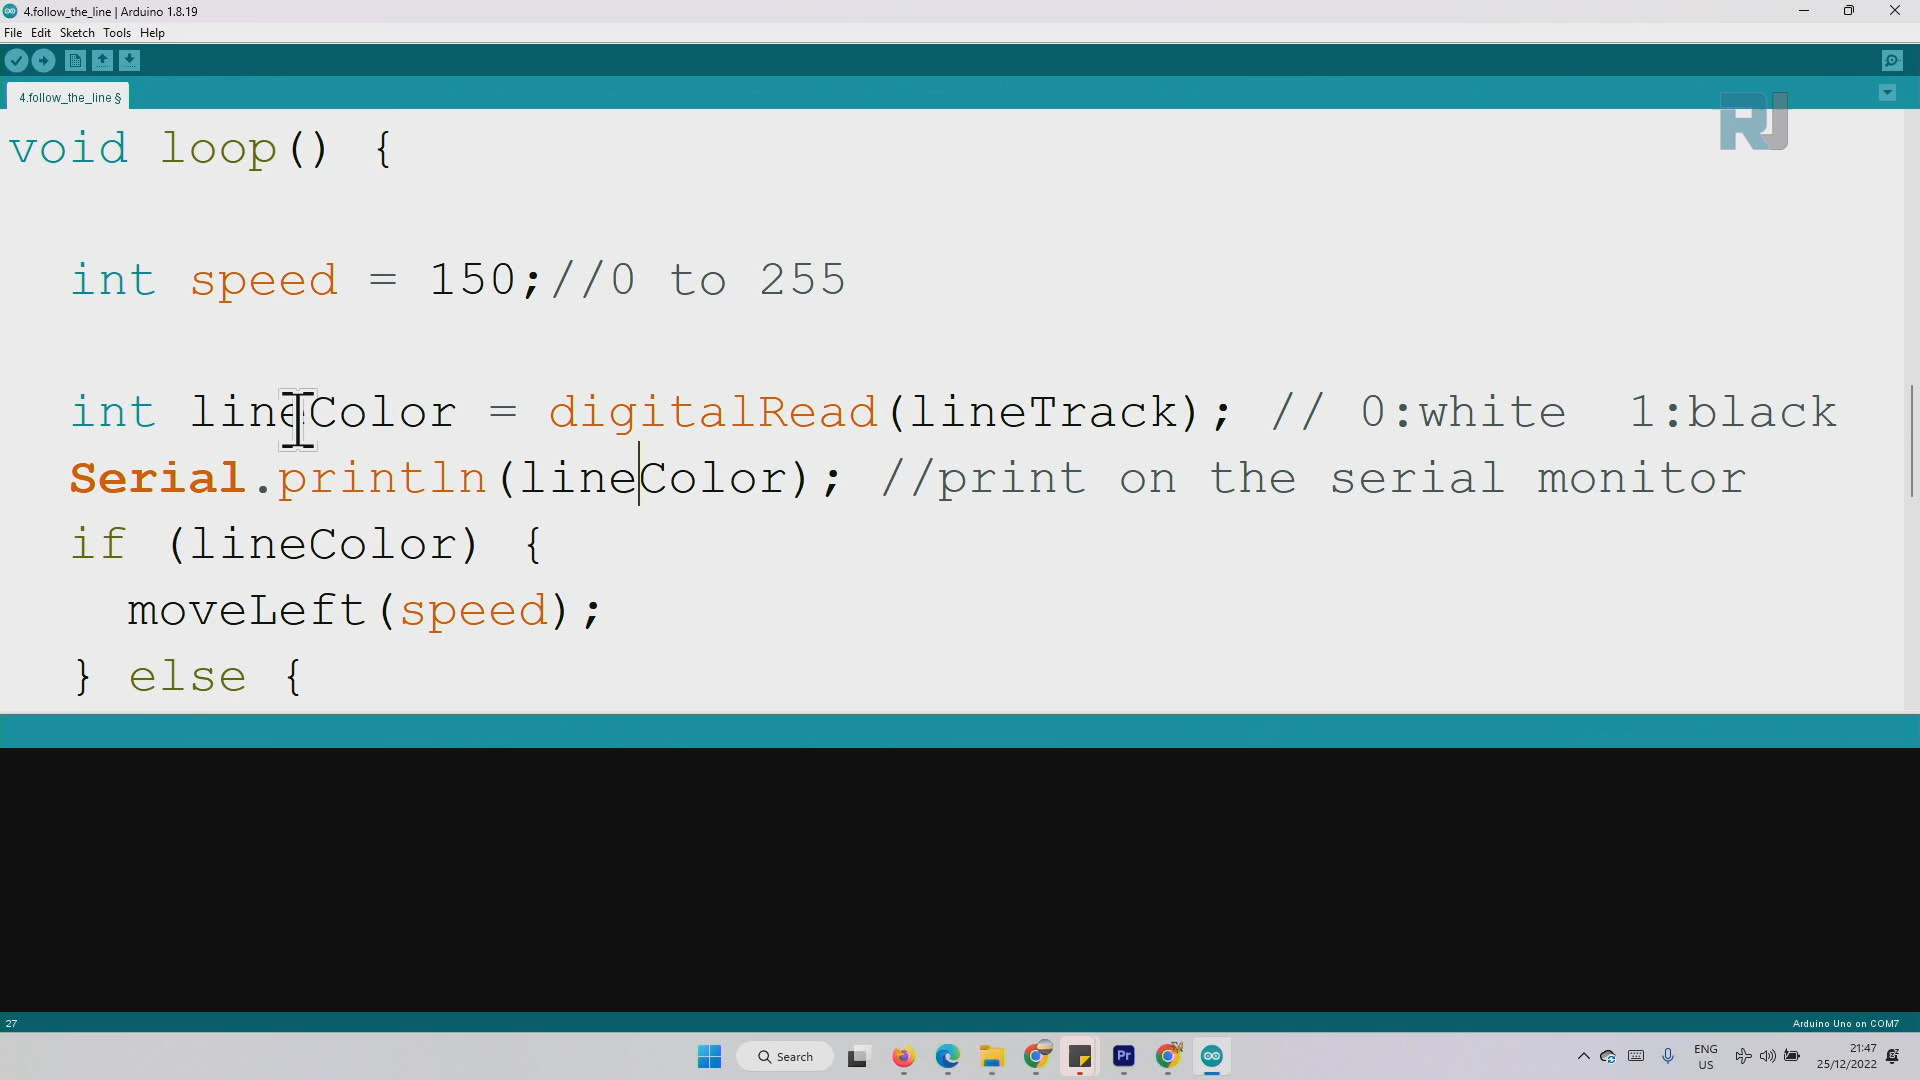 4.follow_the_line | Arduino 1.8.19
File Edit Sketch Tools Help
4.follow_the_line §
RJ
void loop() {
int speed = 150;//0 to 255
int lineColor = digitalRead(lineTrack); // 0:white  1:black
Serial.println(lineColor); //print on the serial monitor
if (lineColor) {
moveLeft(speed);
} else {
27
Arduino Uno on COM7
Search
Pr
ENG
US
21:47
25/12/2022